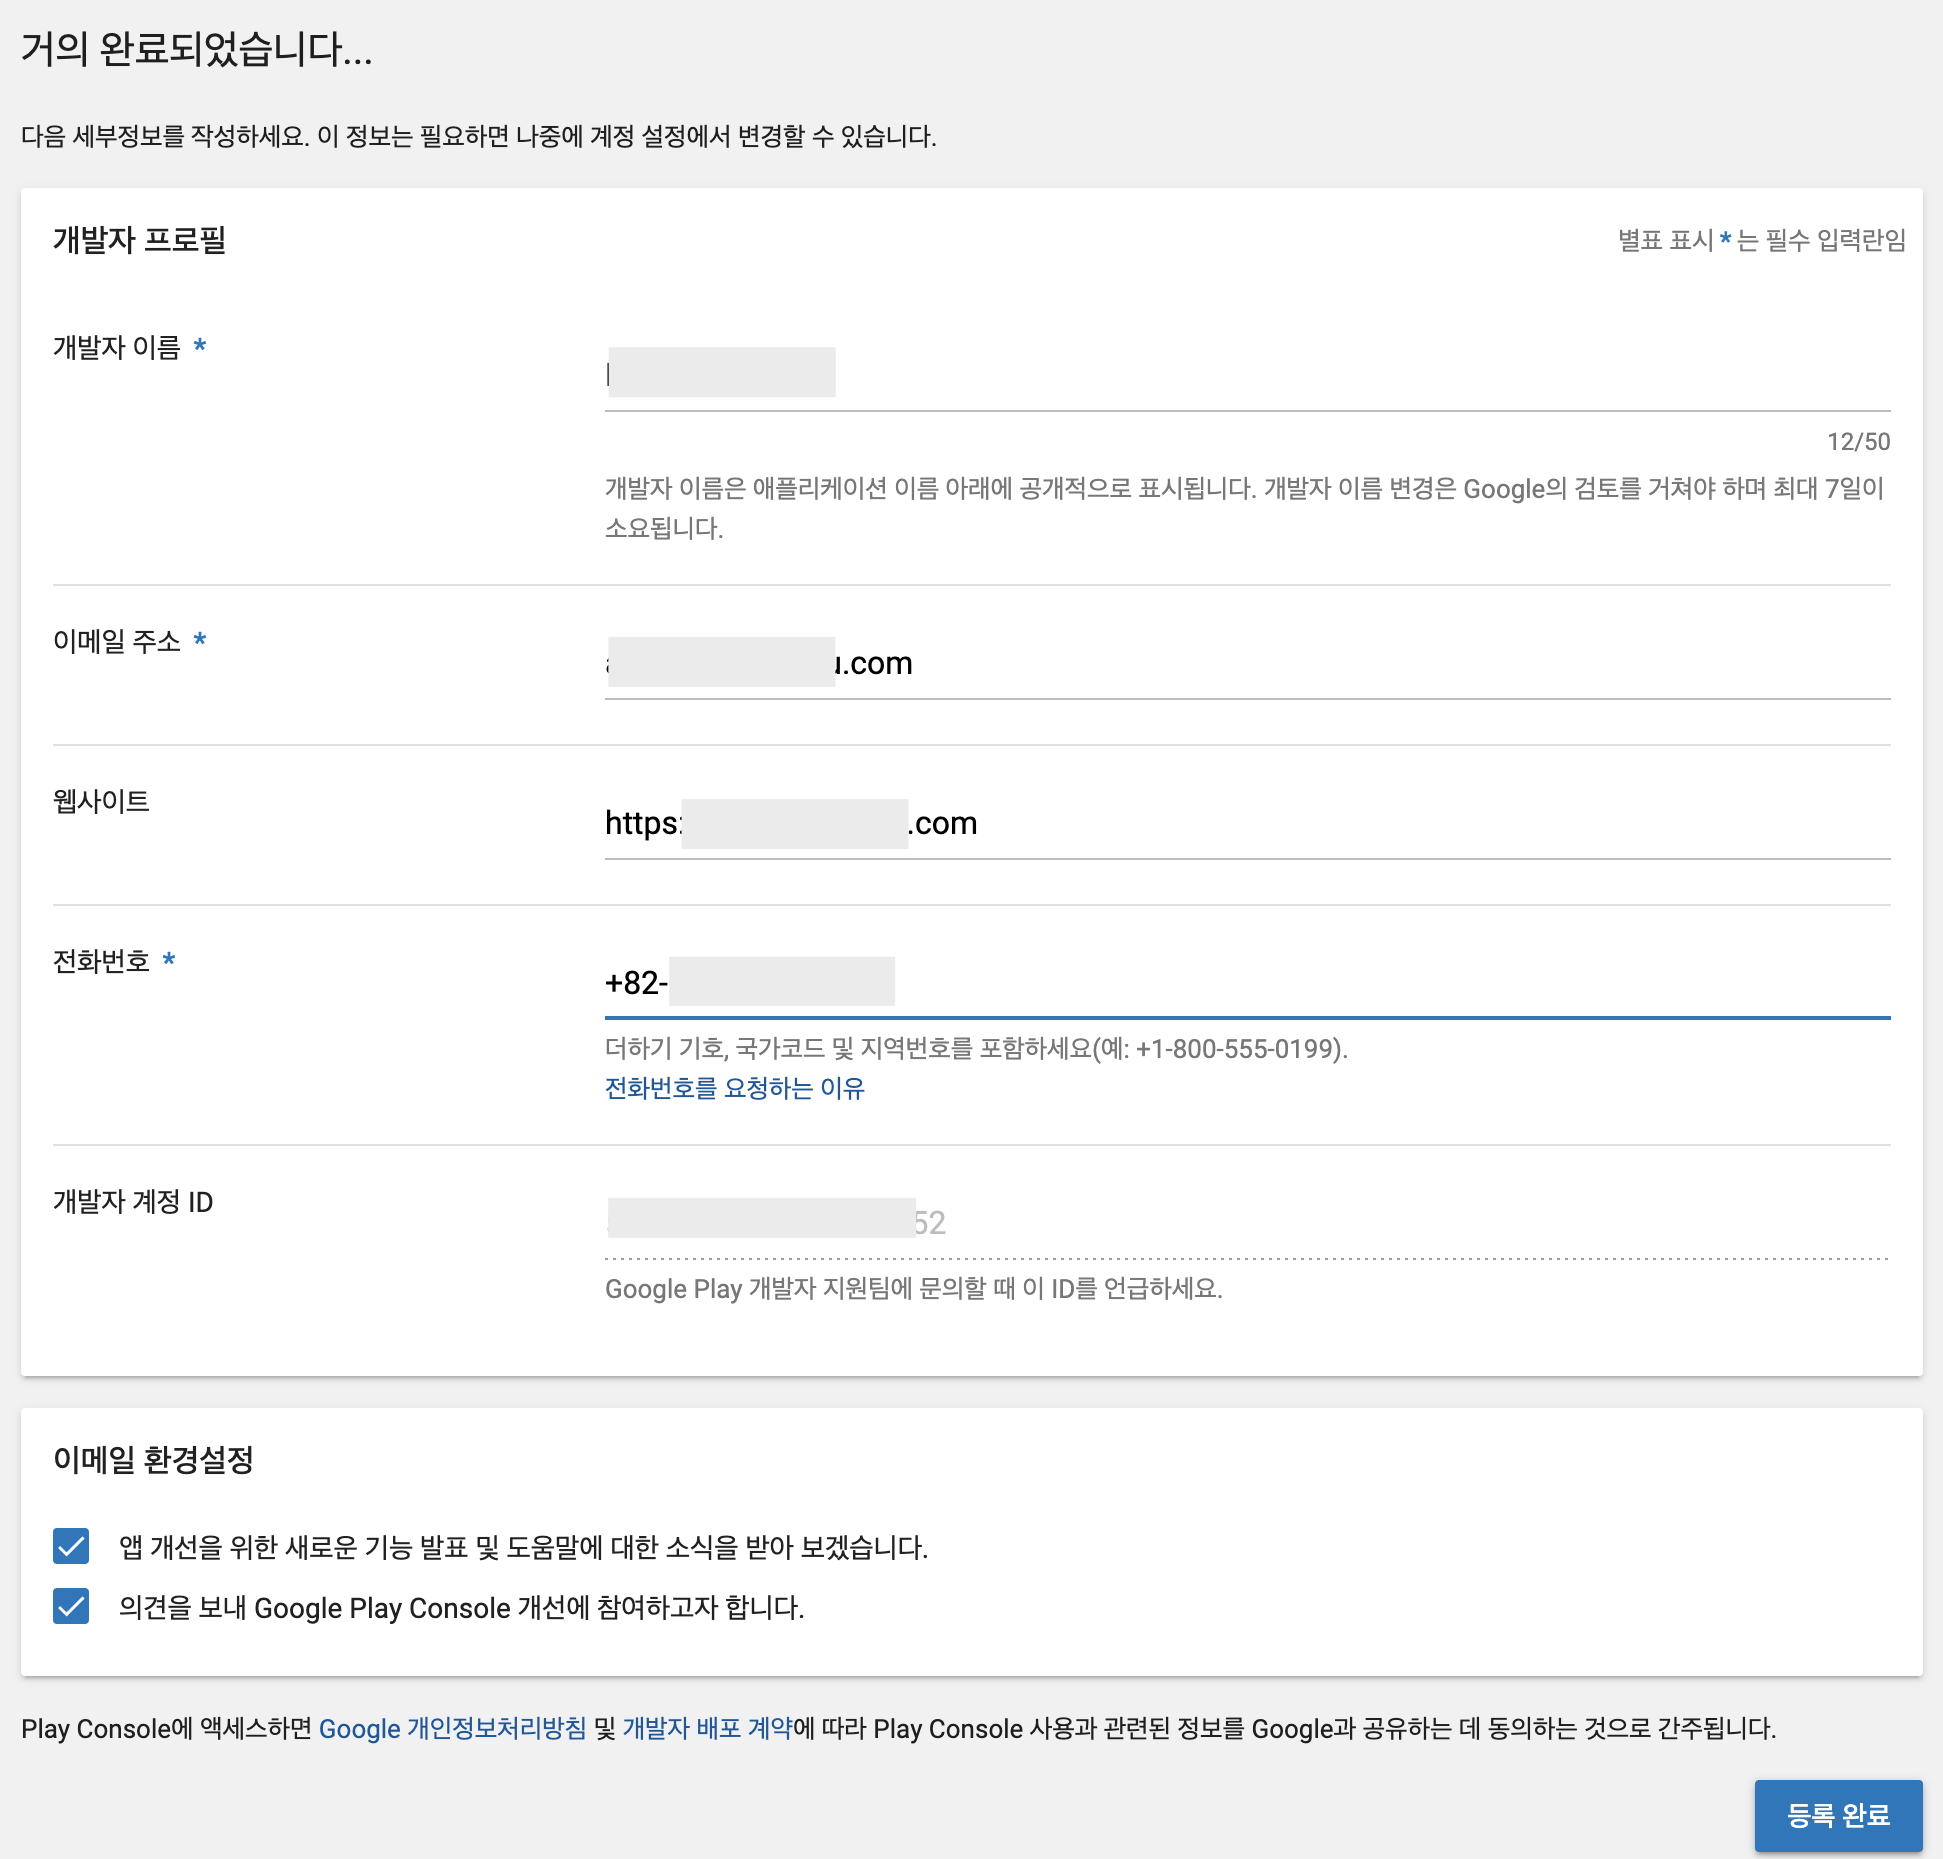 거의 완료되었습니다...
다음 세부정보를 작성하세요. 이 정보는 필요하면 나중에 계정 설정에서 변경할 수 있습니다.
개발자 프로필
별표 표시 * 는 필수 입력란임
개발자 이름 *
12/50
개발자 이름은 애플리케이션 이름 아래에 공개적으로 표시됩니다. 개발자 이름 변경은 Google의 검토를 거쳐야 하며 최대 7일이
소요됩니다.
이메일 주소 *
u.com
웹사이트
https: .com
전화번호 *
+82-
더하기 기호, 국가코드 및 지역번호를 포함하세요(예: +1-800-555-0199).
전화번호를 요청하는 이유
개발자 계정 ID
52
Google Play 개발자 지원팀에 문의할 때 이 ID를 언급하세요.
이메일 환경설정
앱 개선을 위한 새로운 기능 발표 및 도움말에 대한 소식을 받아 보겠습니다.
의견을 보내 Google Play Console 개선에 참여하고자 합니다.
Play Console에 액세스하면 Google 개인정보처리방침 및 개발자 배포 계약에 따라 Play Console 사용과 관련된 정보를 Google과 공유하는 데 동의하는 것으로 간주됩니다.
등록 완료